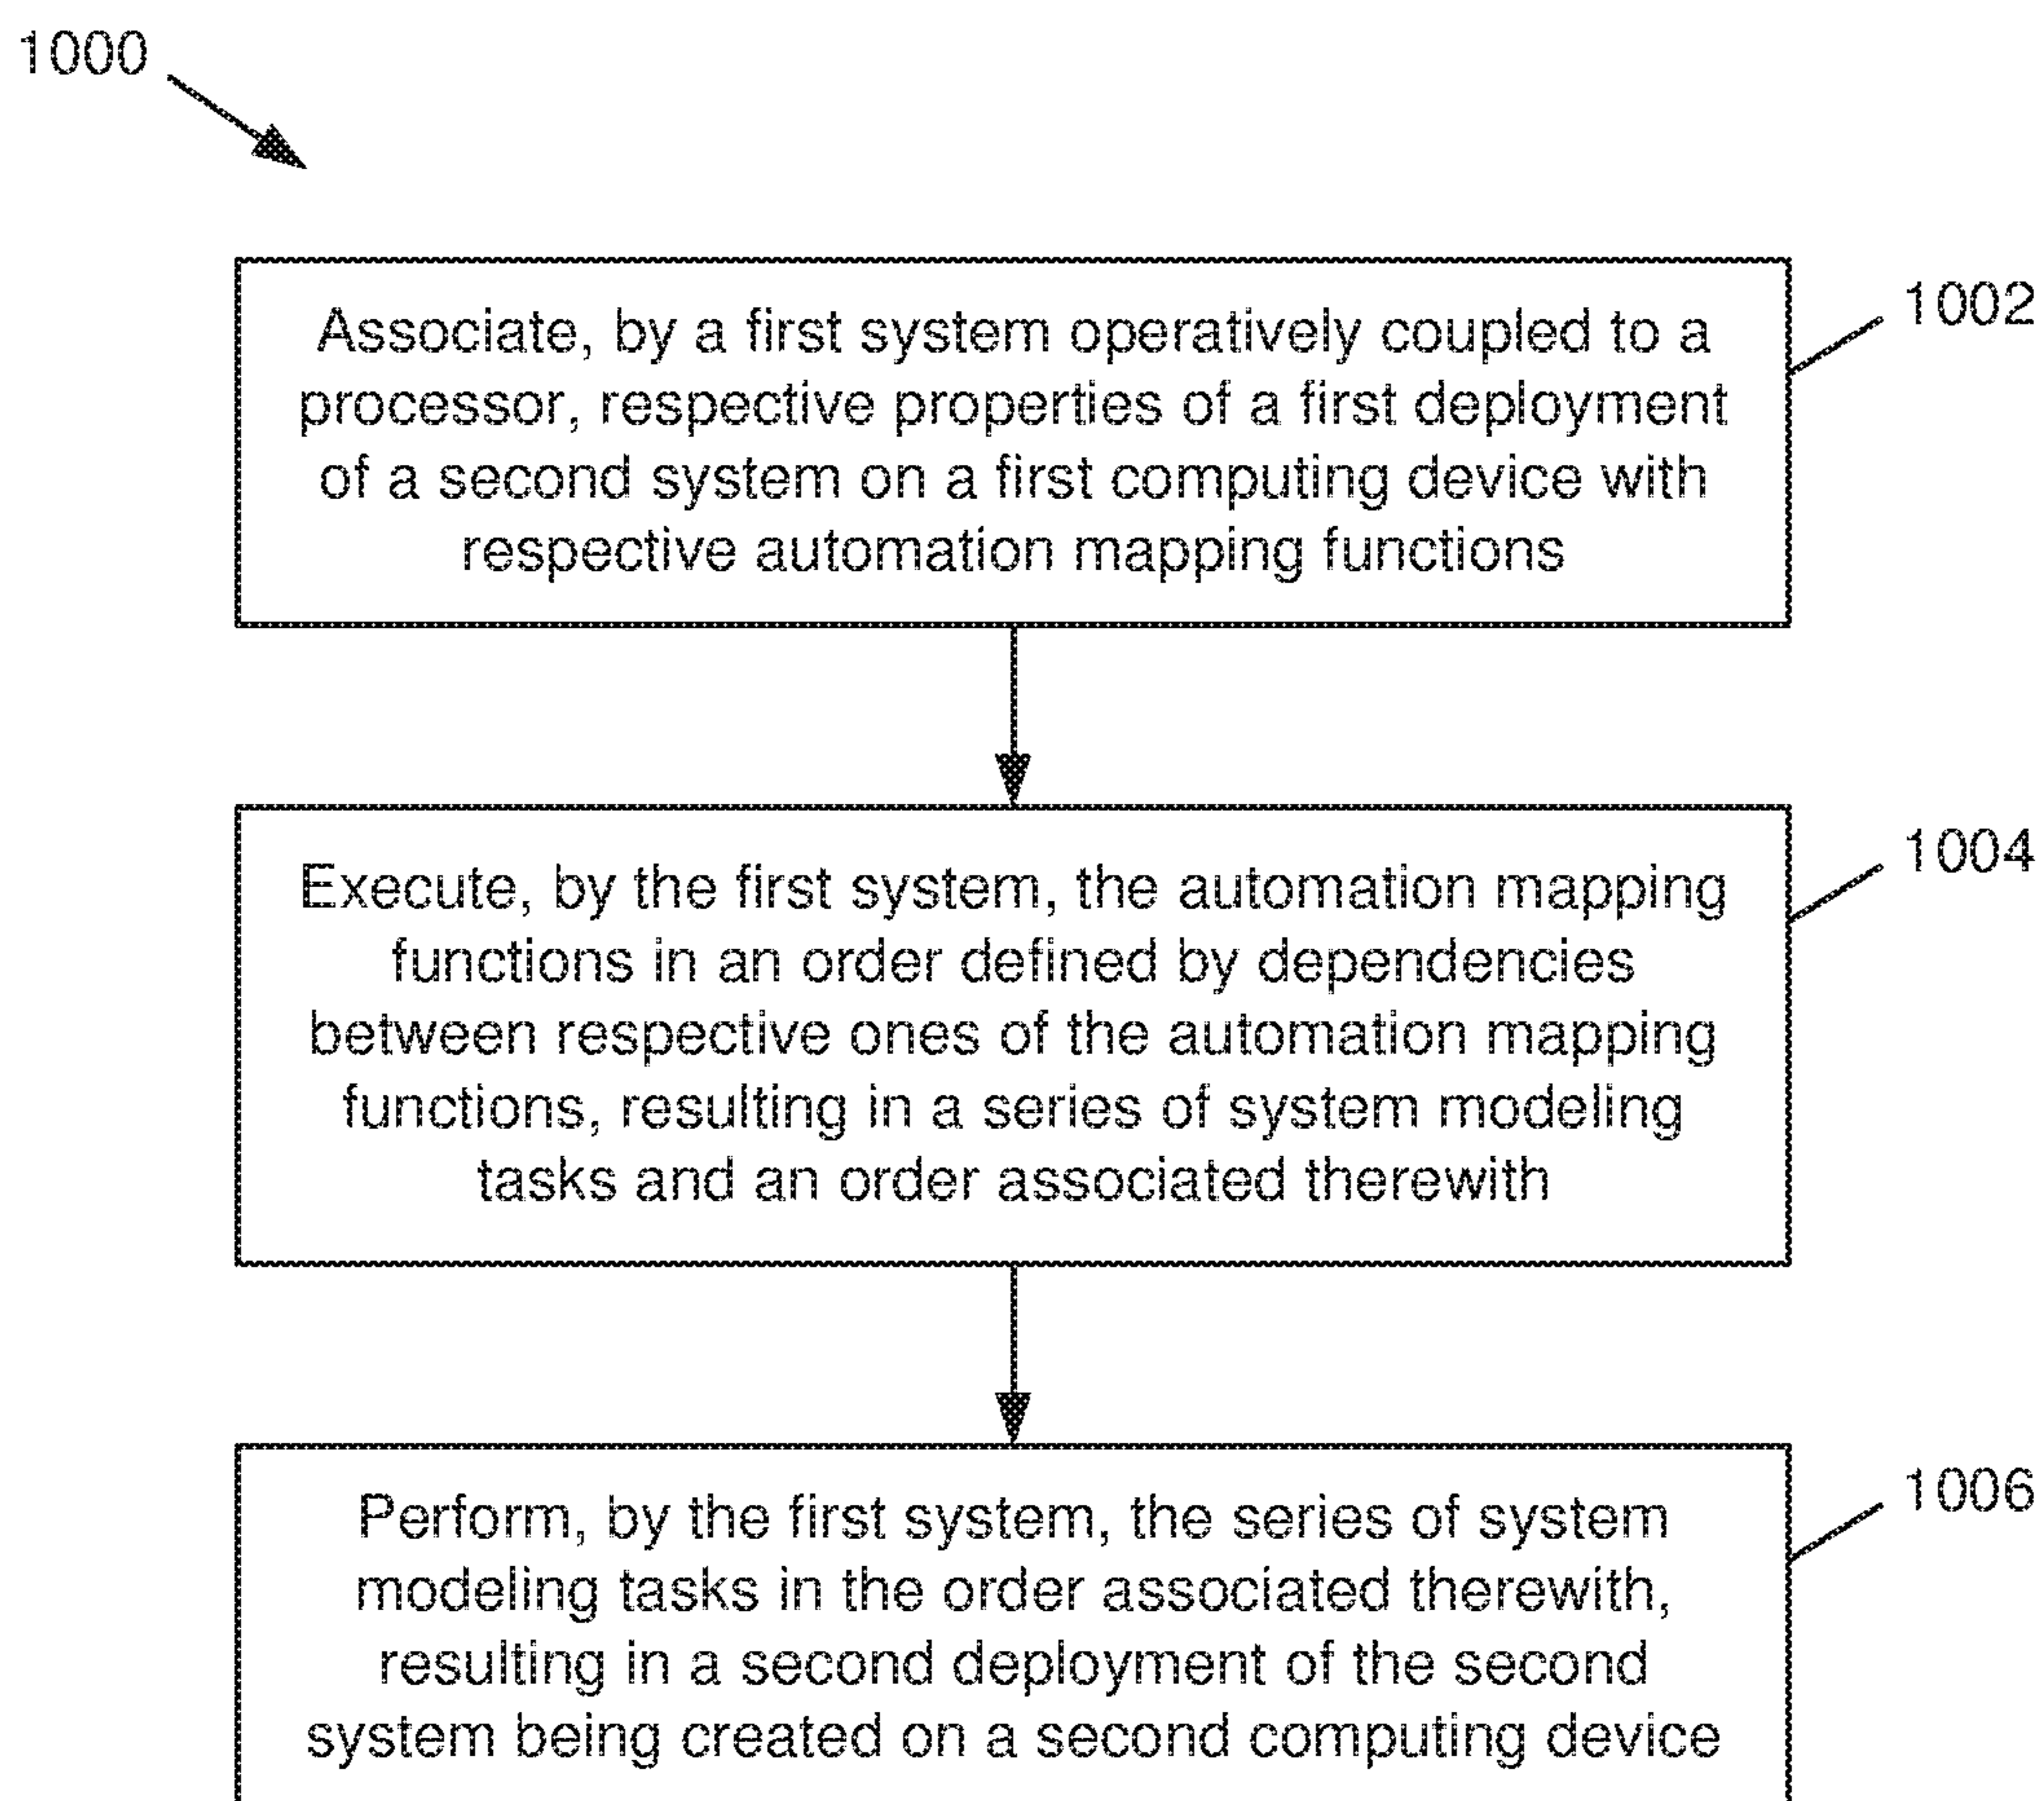 1000
1002
Associate, by a first system operatively coupled to a
processor, respective properties of a first deployment
of a second system on a first computing device with
respective automation mapping functions
1004
Execute, by the first system, the automation mapping
functions in an order defined by dependencies
between respective ones of the automation mapping
functions, resulting in a series of system modeling
tasks and an order associated therewith
1006
Perform, by the first system, the series of system
modeling tasks in the order associated therewith,
resulting in a second deployment of the second
system being created on a second computing device